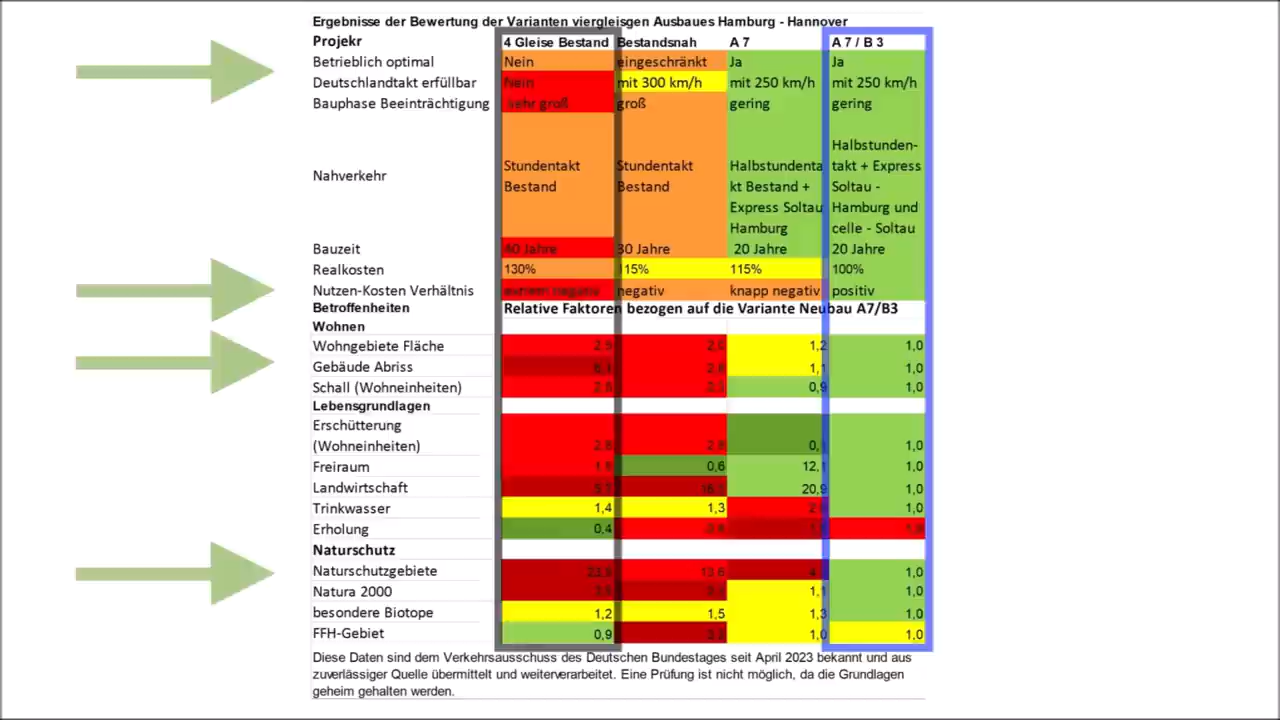 Ergebnisse der Bewertung der Varianten viergleisgen Ausbaues Hamburg - Hannover
Projekr 4 Gleise Bestand Bestandsnah A 7 A 7 / B 3
Betrieblich optimal Nein eingeschränkt Ja Ja
Deutschlandtakt erfüllbar Nein mit 300 km/h mit 250 km/h mit 250 km/h
Bauphase Beeinträchtigung sehr groß groß gering gering
Nahverkehr
Stundentakt
Bestand
Stundentakt
Bestand
Halbstundenta
kt Bestand +
Express Soltau
Hamburg
Halbstunden-
takt + Express
Soltau -
Hamburg und
celle - Soltau
Bauzeit 40 Jahre 30 Jahre 20 Jahre 20 Jahre
Realkosten 130% 115% 115% 100%
Nutzen-Kosten Verhältnis extrem negativ negativ knapp negativ positiv
Betroffenheiten Relative Faktoren bezogen auf die Variante Neubau A7/B3
Wohnen
Wohngebiete Fläche 1,2 1,0
Gebäude Abriss 1,1 1,0
Schall (Wohneinheiten) 0,9 1,0
Lebensgrundlagen
Erschütterung
(Wohneinheiten) 1,0
Freiraum 0,6 12,1 1,0
Landwirtschaft 20,9 1,0
Trinkwasser 1,4 1,3 1,0
Erholung 0,4
Naturschutz
Naturschutzgebiete 13,6 1,0
Natura 2000 1,1 1,0
besondere Biotope 1,2 1,5 1,3 1,0
FFH-Gebiet 0,9 1,0 1,0
Diese Daten sind dem Verkehrsausschuss des Deutschen Bundestages seit April 2023 bekannt und aus
zuverlässiger Quelle übermittelt und weiterverarbeitet. Eine Prüfung ist nicht möglich, da die Grundlagen
geheim gehalten werden.